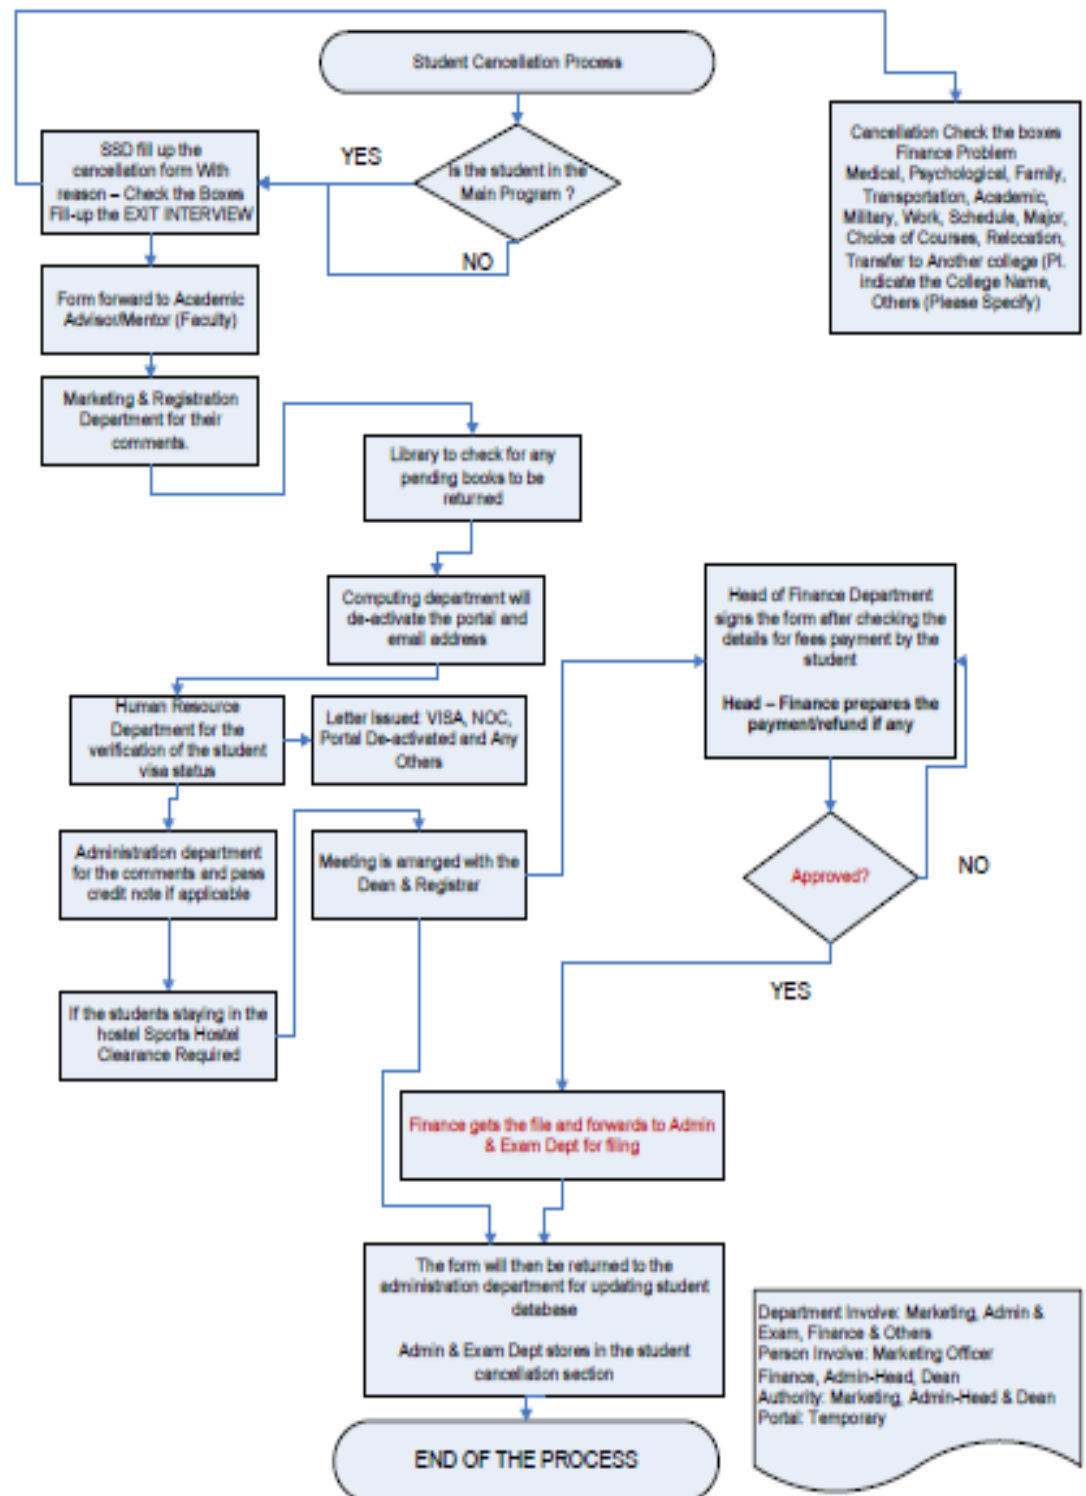 Student Cancellation Process
Is the student in the
Main Program ?
YES
NO
SSD fill up the
cancellation form With
reason – Check the Boxes
Fill-up the EXIT INTERVIEW
Cancellation Check the boxes
Finance Problem
Medical, Psychological, Family,
Transportation, Academic,
Military, Work, Schedule, Major,
Choice of Courses, Relocation,
Transfer to Another college (Pl.
indicate the College Name,
Others (Please Specify)
Form forward to Academic
Advisor/Mentor (Faculty)
Marketing & Registration
Department for their
comments.
Library to check for any
pending books to be
returned
Computing department will
de-activate the portal and
email address
Human Resource
Department for the
verification of the student
visa status
Letter Issued: VISA, NOC,
Portal De-activated and Any
Others
Administration department
for the comments and pass
credit note if applicable
If the students staying in the
hostel Sports Hostel
Clearance Required
Meeting is arranged with the
Dean & Registrar
Head of Finance Department
signs the form after checking the
details for fees payment by the
student
Head – Finance prepares the
payment/refund if any
Approved?
NO
YES
Finance gets the file and forwards to Admin
& Exam Dept for filing
The form will then be returned to the
administration department for updating student
database
Admin & Exam Dept stores in the student
cancellation section
END OF THE PROCESS
Department Involve: Marketing, Admin &
Exam, Finance & Others
Person Involve: Marketing Officer
Finance, Admin-Head, Dean
Authority: Marketing, Admin-Head & Dean
Portal: Temporary